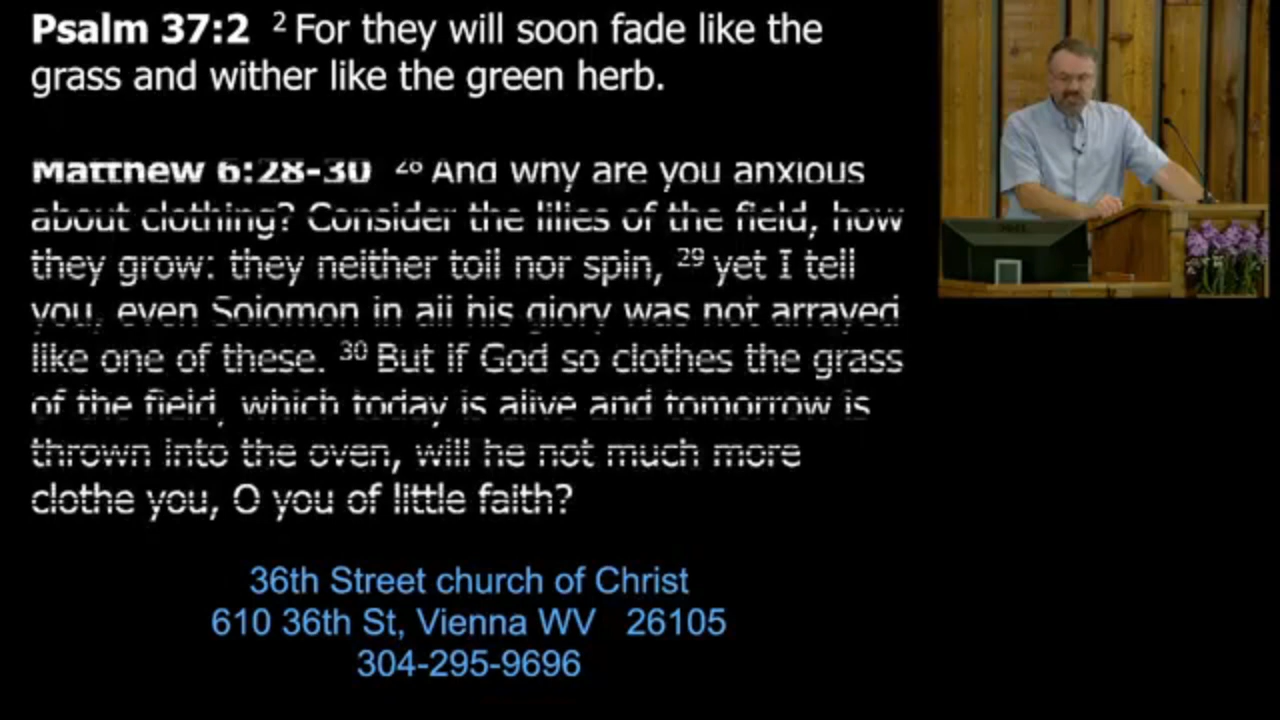 Psalm 37:2 2 For they will soon fade like the
grass and wither like the green herb.
Matthew 6:28-30 28 And why are you anxious
about clothing? Consider the lilies of the field, how
they grow: they neither toil nor spin, 29 yet I tell
you, even Solomon in all his glory was not arrayed
like one of these. 30 But if God so clothes the grass
of the field, which today is alive and tomorrow is
thrown into the oven, will he not much more
clothe you, O you of little faith?
36th Street church of Christ
610 36th St, Vienna WV 26105
304-295-9696